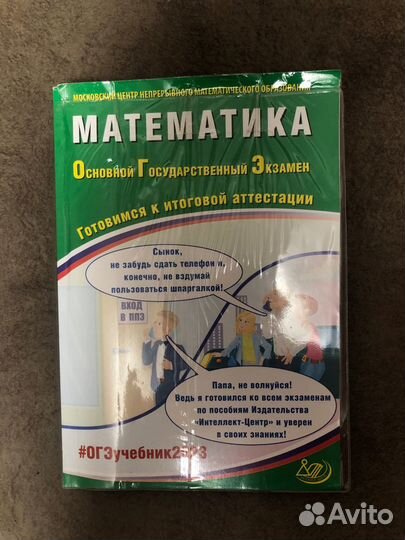 МОСКОВСКИЙ ЦЕНТР НЕПРЕРЫВНОГО МАТЕМАТИЧЕСКОГО ОБРАЗОВАНИЯ
МАТЕМАТИКА
Основной Государственный Экзамен
Готовимся к итоговой аттестации
Сынок,
не забудь сдать телефон и,
конечно, не вздумай
пользоваться шпаргалкой!
ВХОД
В ППЭ
Папа, не волнуйся!
Ведь я готовился ко всем экзаменам
по пособиям Издательства
«Интеллект-Центр» и уверен
в своих знаниях!
#ОГЭучебник2023
Avito